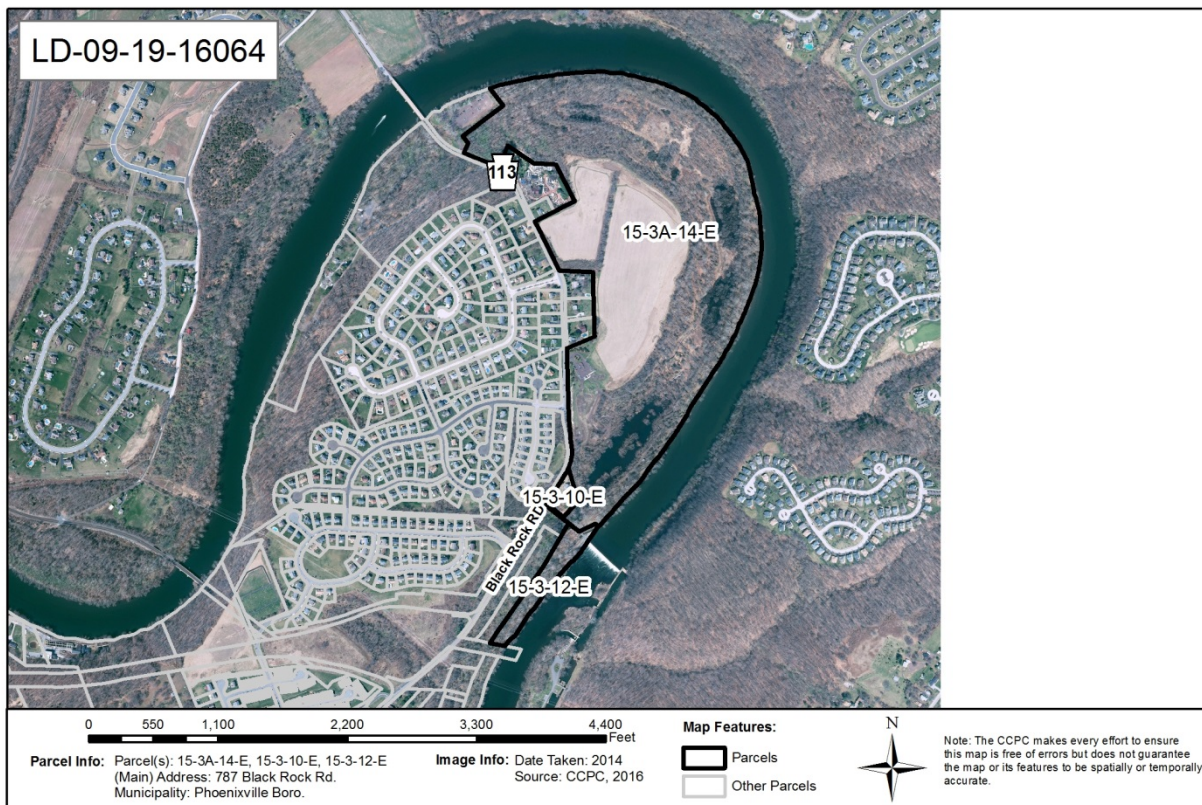 LD-09-19-16064
113
15-3A-14-E
15-3-10-E
Black Rock RD
15-3-12-E
0 550 1,100 2,200 3,300 4,400
Feet
Parcel Info: Parcel(s): 15-3A-14-E, 15-3-10-E, 15-3-12-E
(Main) Address: 787 Black Rock Rd.
Municipality: Phoenixville Boro.
Image Info: Date Taken: 2014
Source: CCPC, 2016
Map Features:
Parcels
Other Parcels
N
Note: The CCPC makes every effort to ensure
this map is free of errors but does not guarantee
the map or its features to be spatially or temporally
accurate.